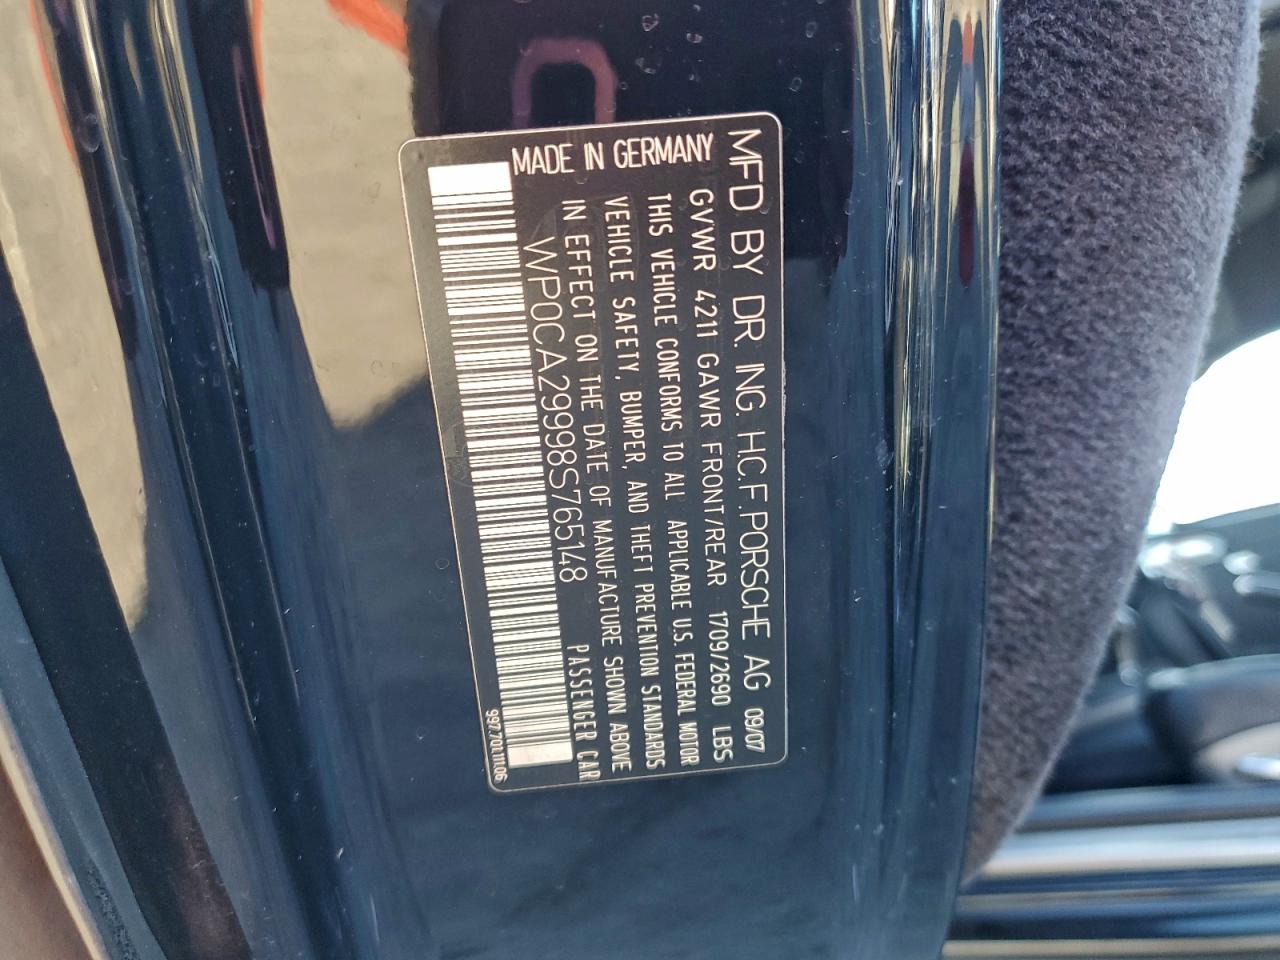 MFD BY DR. ING. H.C.F. PORSCHE AG 09/07
GVWR 4211 GAWR FRONT/REAR 1709/2690 LBS
THIS VEHICLE CONFORMS TO ALL APPLICABLE U.S. FEDERAL MOTOR
VEHICLE SAFETY, BUMPER, AND THEFT PREVENTION STANDARDS
IN EFFECT ON THE DATE OF MANUFACTURE SHOWN ABOVE
WP0CA29998S765148 PASSENGER CAR
MADE IN GERMANY
997.701.111.06